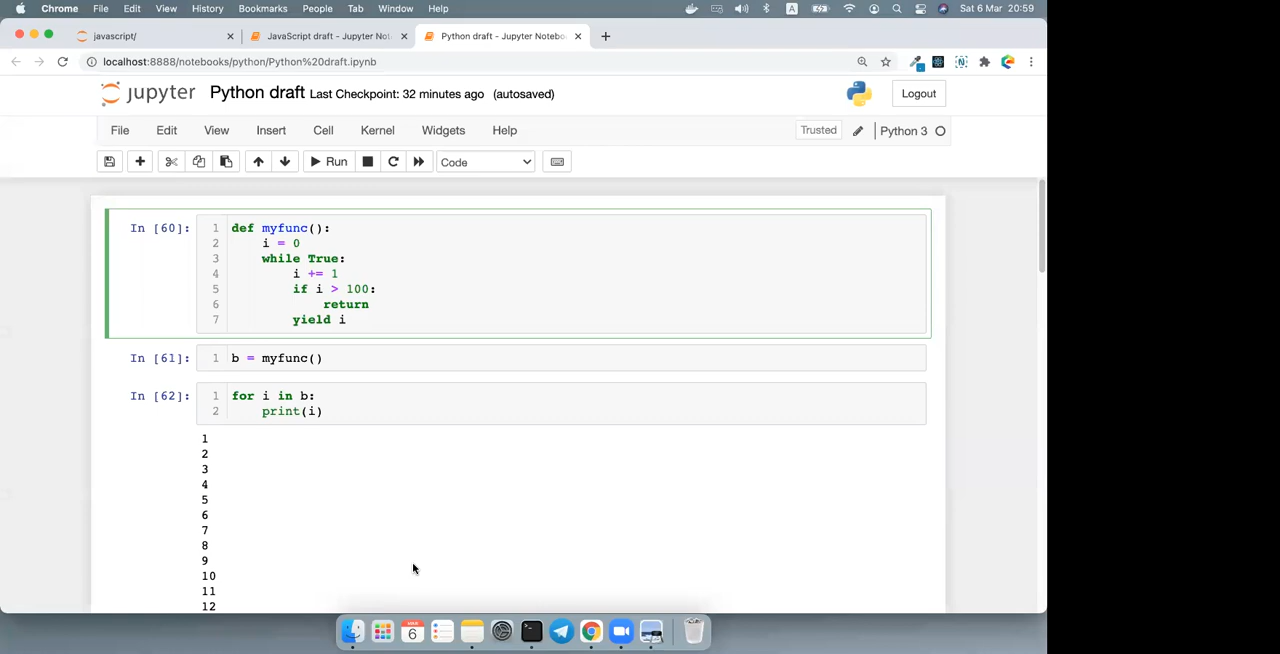 Chrome File Edit View History Bookmarks People Tab Window Help A Sat 6 Mar 20:59
javascript/ JavaScript draft - Jupyter Not Python draft - Jupyter Notebo
localhost:8888/notebooks/python/Python%20draft.ipynb
jupyter Python draft Last Checkpoint: 32 minutes ago (autosaved) Logout
File Edit View Insert Cell Kernel Widgets Help Trusted Python 3
Run Code
In [60]: 1 def myfunc():
2 i = 0
3 while True:
4 i += 1
5 if i > 100:
6 return
7 yield i
In [61]: 1 b = myfunc()
In [62]: 1 for i in b:
2 print(i)
1
2
3
4
5
6
7
8
9
10
11
12
6